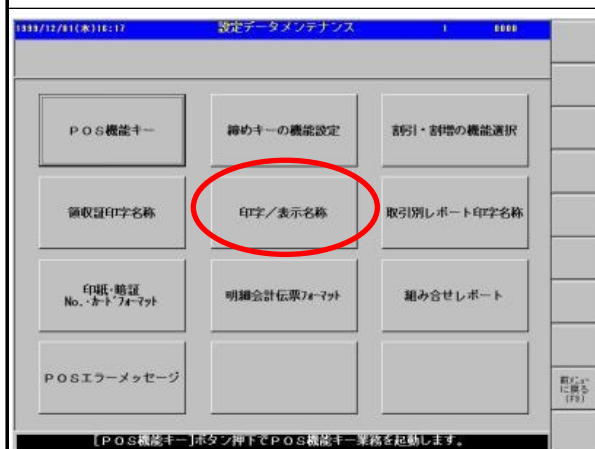 1999/12/01(水)16:17 設定データメンテナンス 1 0000
POS機能キー
締めキーの機能設定
割引・割増の機能選択
領収証印字名称
印字／表示名称
取引別レポート印字名称
印紙・暗証
No.・カードフォーマット
明細会計伝票フォーマット
組み合せレポート
POSエラーメッセージ
前メニュー
に戻る
(F9)
[POS機能キー]ボタン押下でPOS機能キー業務を起動します。